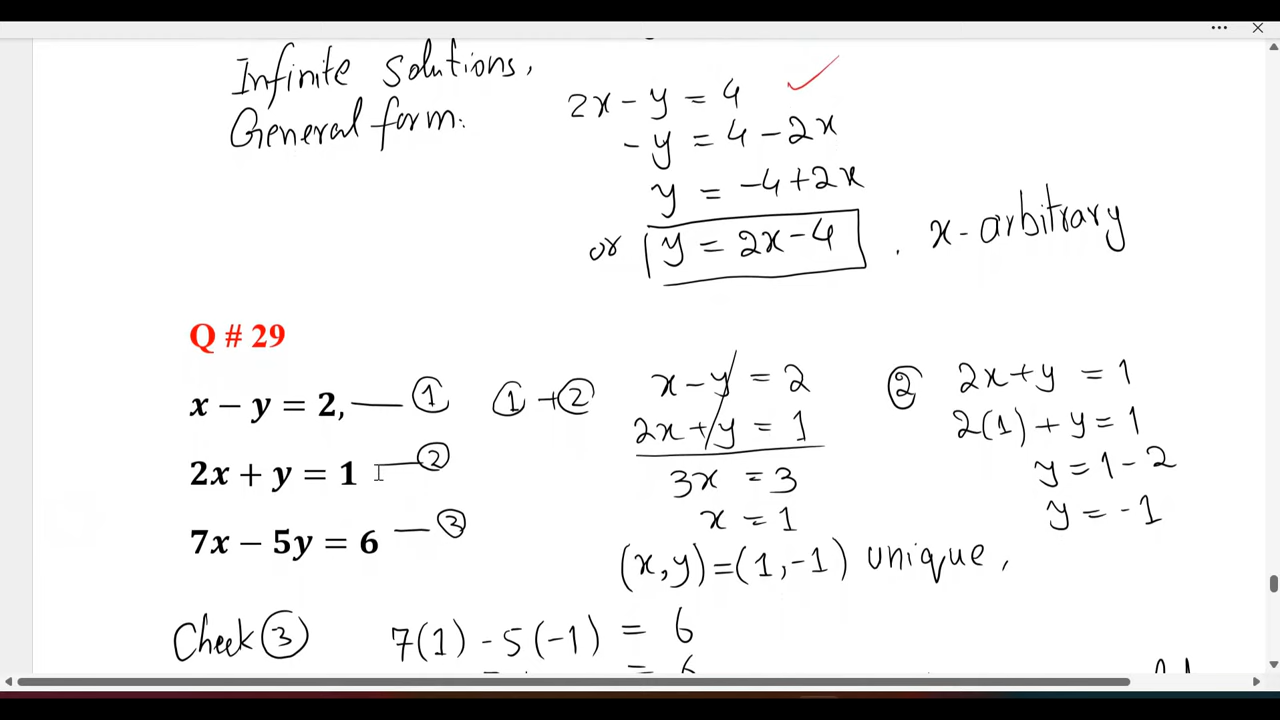 Infinite solutions,
General form.
2x - y = 4 ✓
- y = 4 - 2x
y = -4 + 2x
or y = 2x - 4 . x - arbitrary
Q # 29
x − y = 2, — ①
2x + y = 1 — ②
7x − 5y = 6 — ③
① + ②
x - y = 2
2x + y = 1
3x = 3
x = 1
② 2x + y = 1
2(1) + y = 1
y = 1 - 2
y = -1
(x, y) = (1, -1) unique,
Check ③ 7(1) - 5(-1) = 6
= 6